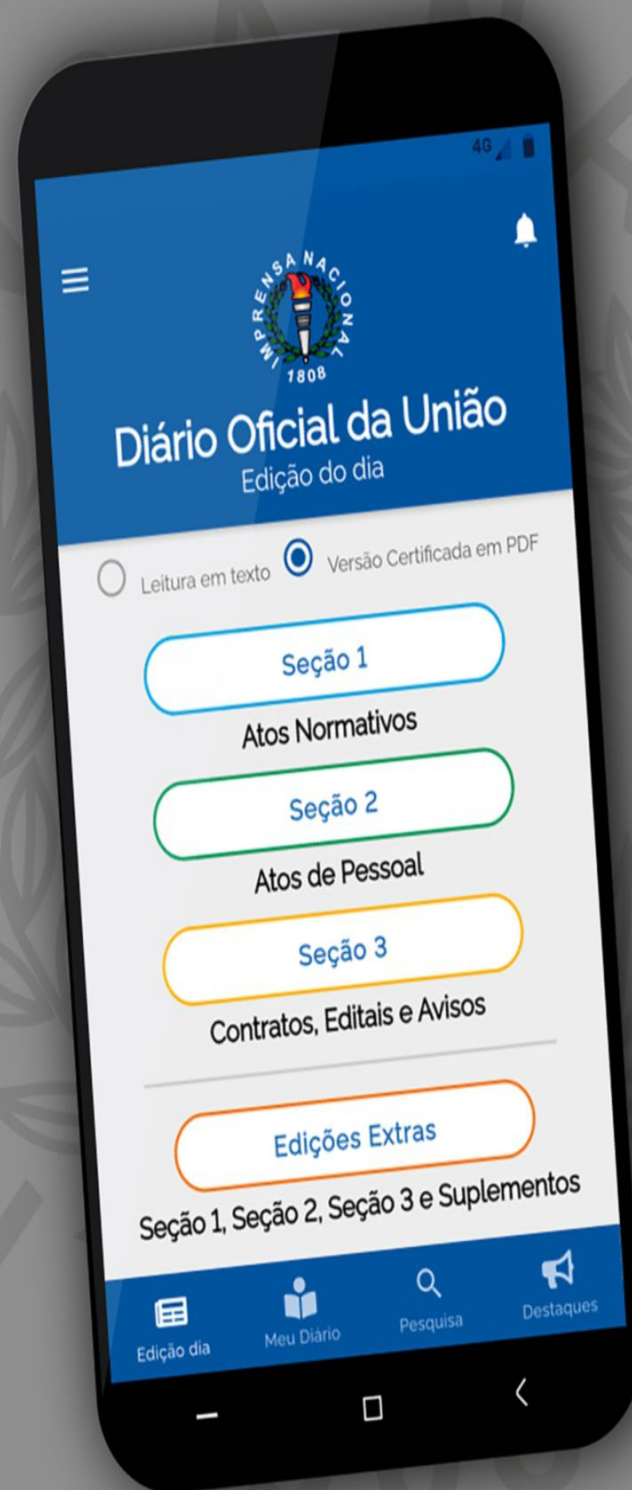 4G
IMPRENSA NACIONAL
1808
Diário Oficial da União
Edição do dia
Leitura em texto Versão Certificada em PDF
Seção 1
Atos Normativos
Seção 2
Atos de Pessoal
Seção 3
Contratos, Editais e Avisos
Edições Extras
Seção 1, Seção 2, Seção 3 e Suplementos
Edição dia Meu Diário Pesquisa Destaques